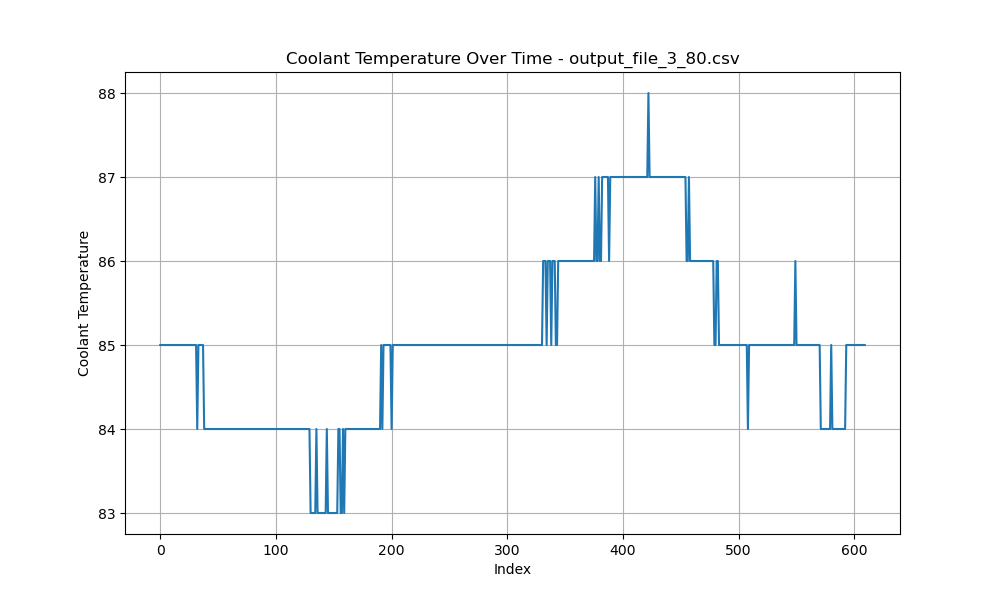 Coolant Temperature Over Time - output_file_3_80.csv
Coolant Temperature
88
87
86
85
84
83
0 100 200 300 400 500 600
Index